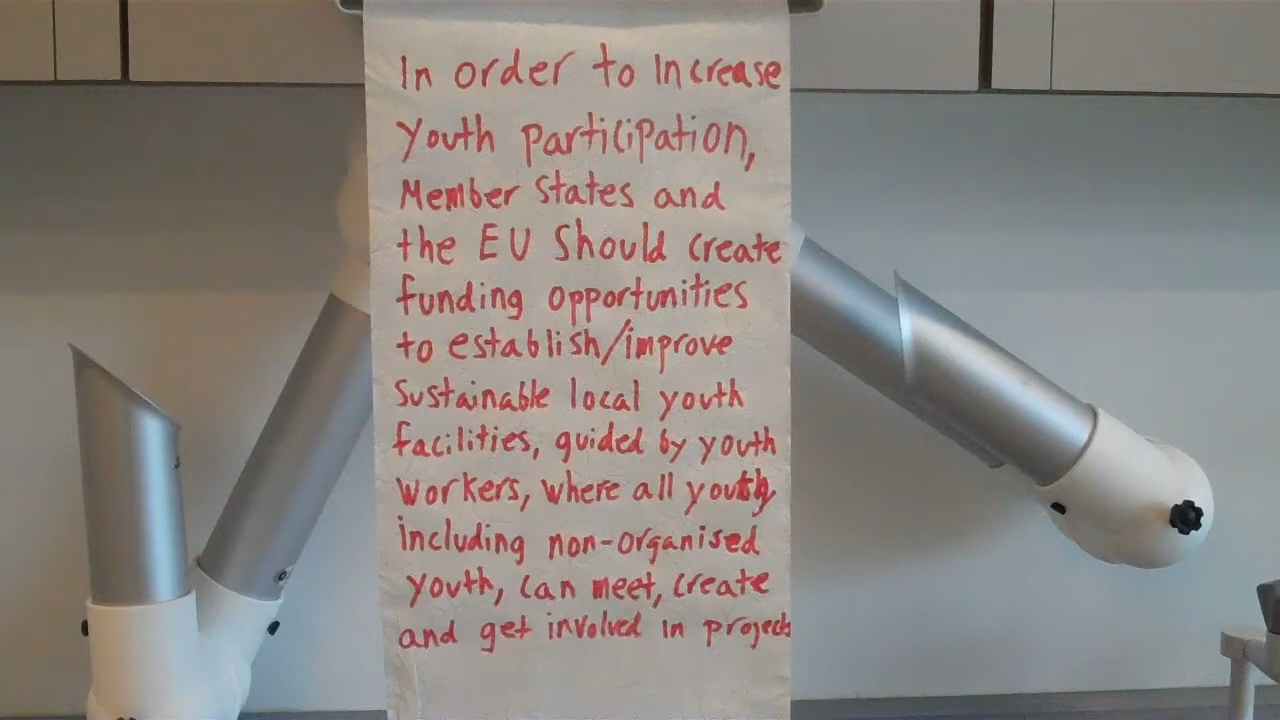 In order to Increase
Youth participation,
Member States and
the EU Should create
funding opportunities
to establish/improve
sustainable local youth
facilities, guided by youth
workers, where all youth,
including non-organised
youth, can meet, create
and get involved in projects